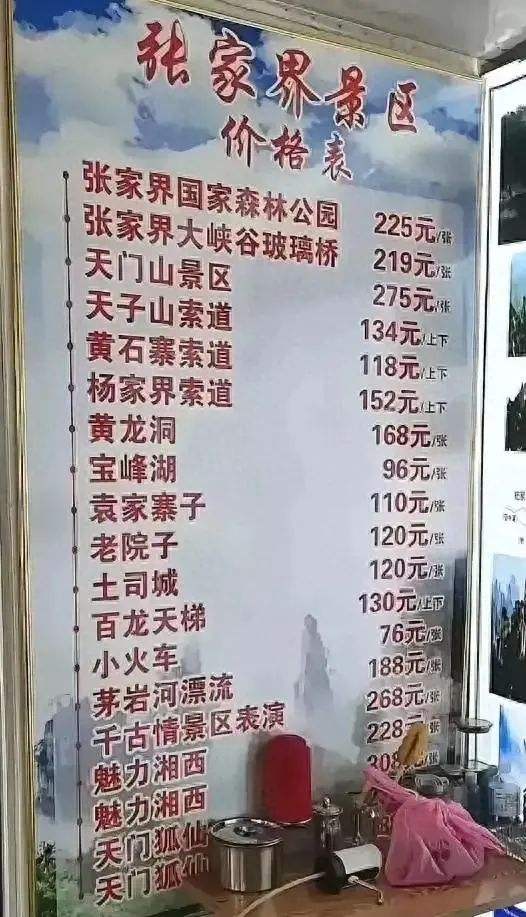 张家界景区
价格表
张家界国家森林公园 225元/张
张家界大峡谷玻璃桥 219元/张
天门山景区 275元/张
天子山索道 134元/上下
黄石寨索道 118元/上下
杨家界索道 152元/上下
黄龙洞 168元/张
宝峰湖 96元/张
袁家寨子 110元/张
老院子 120元/张
土司城 120元/张
百龙天梯 130元/上下
小火车 76元/张
茅岩河漂流 188元/张
千古情景区表演 268元/张
魅力湘西 228元
魅力湘西
天门狐仙
天门狐仙